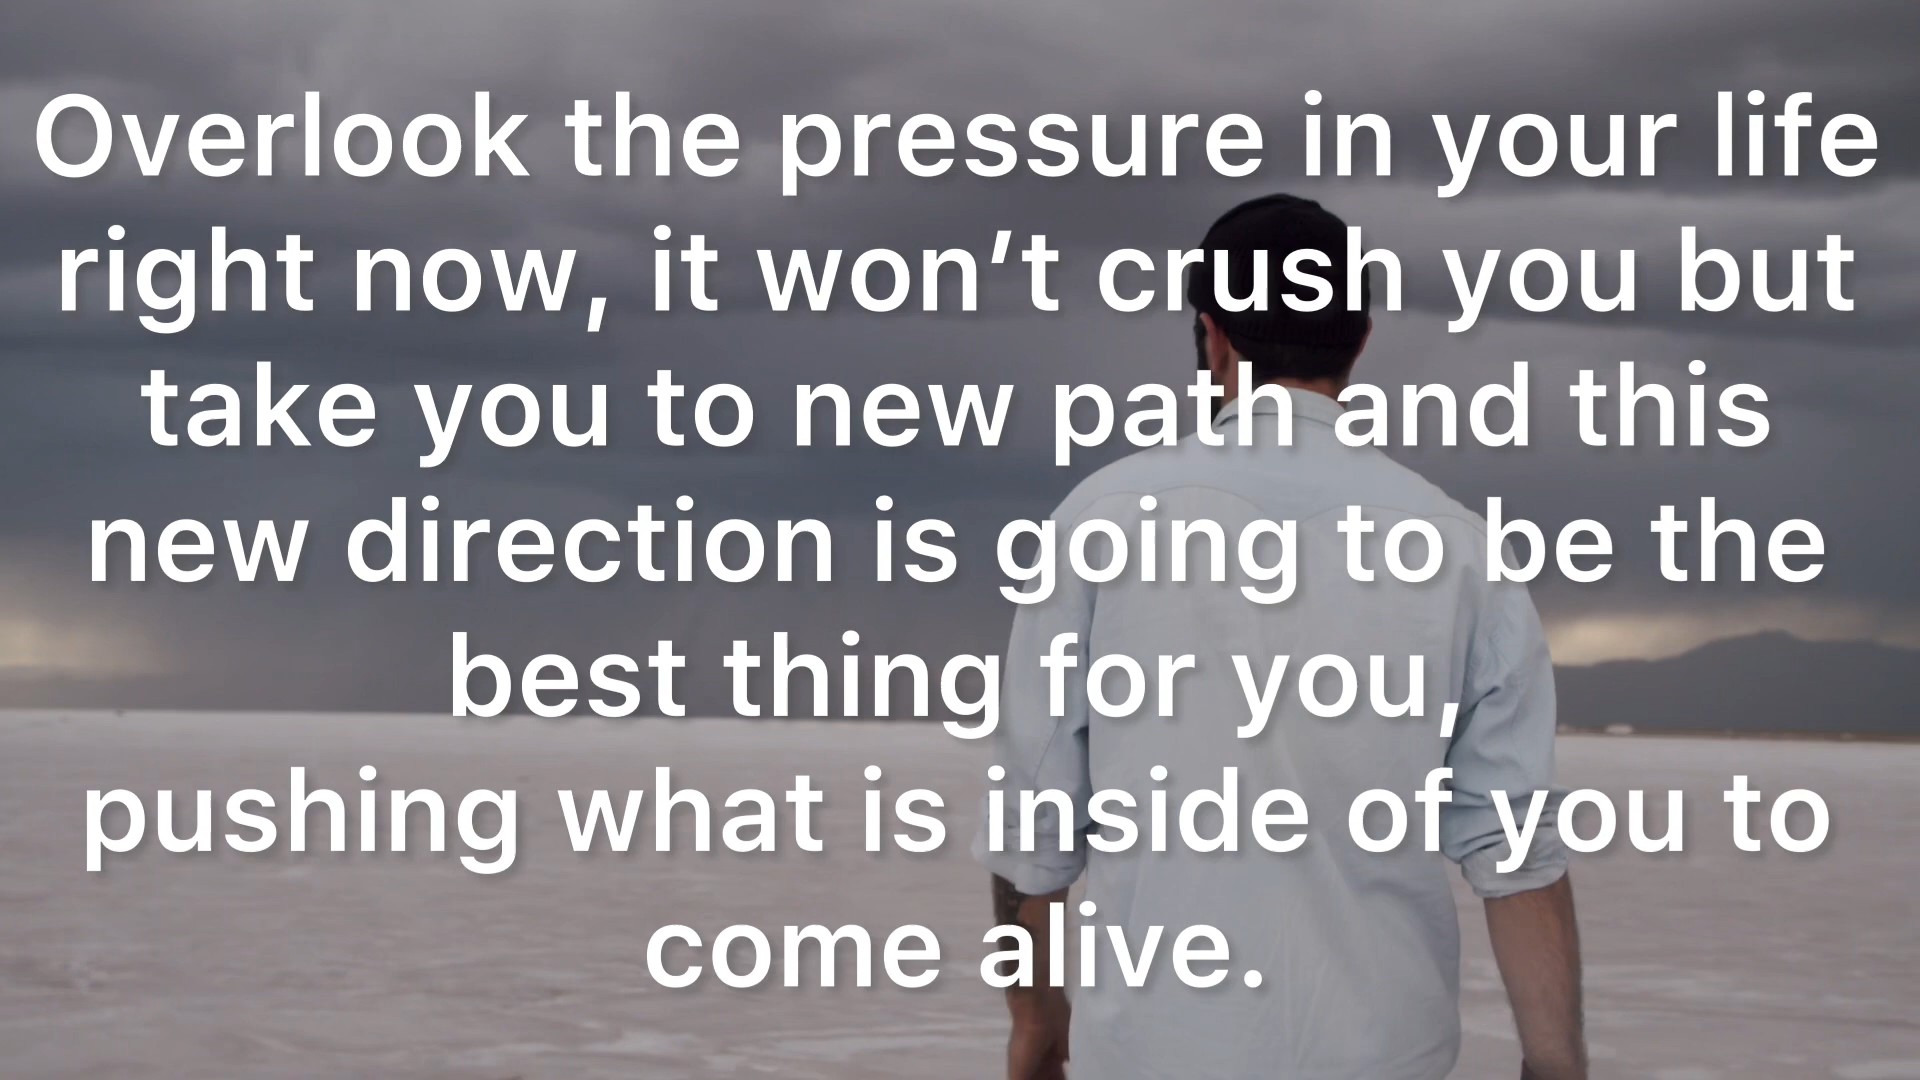 Overlook the pressure in your life
right now, it won’t crush you but
take you to new path and this
new direction is going to be the
best thing for you,
pushing what is inside of you to
come alive.